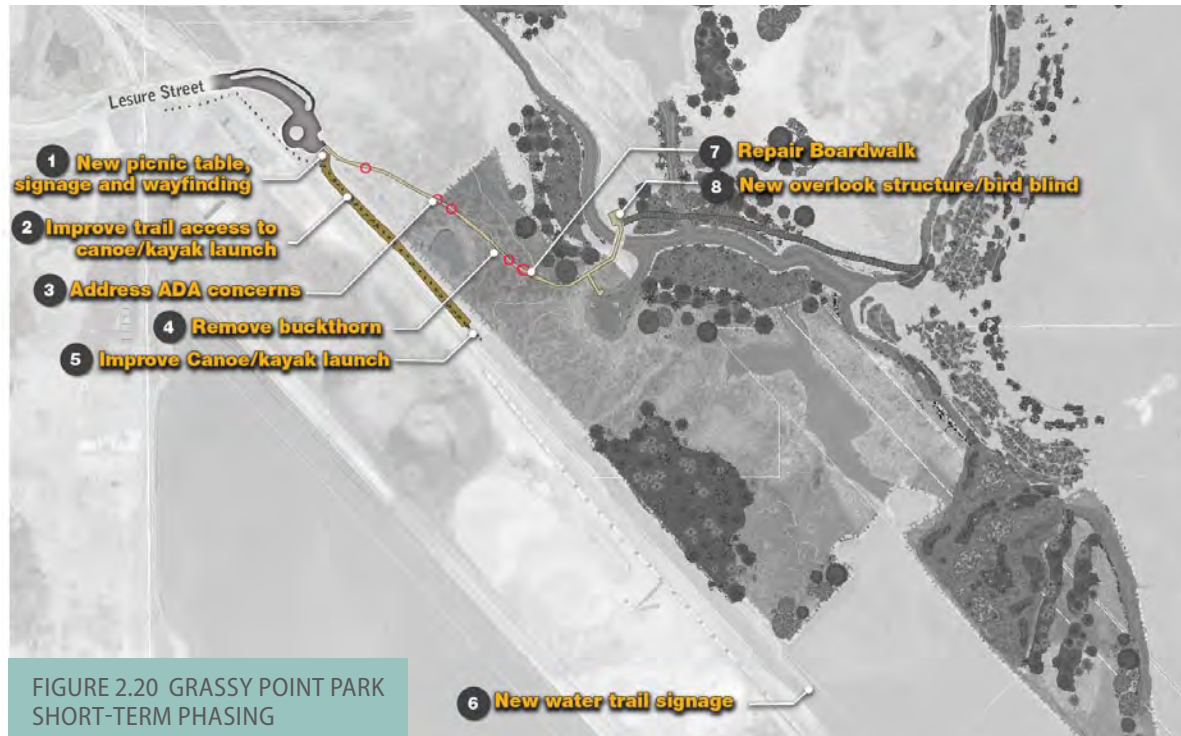 Lesure Street
1 New picnic table,
signage and wayfinding
2 Improve trail access to
canoe/kayak launch
3 Address ADA concerns
4 Remove buckthorn
5 Improve Canoe/kayak launch
7 Repair Boardwalk
8 New overlook structure/bird blind
6 New water trail signage
FIGURE 2.20 GRASSY POINT PARK
SHORT-TERM PHASING